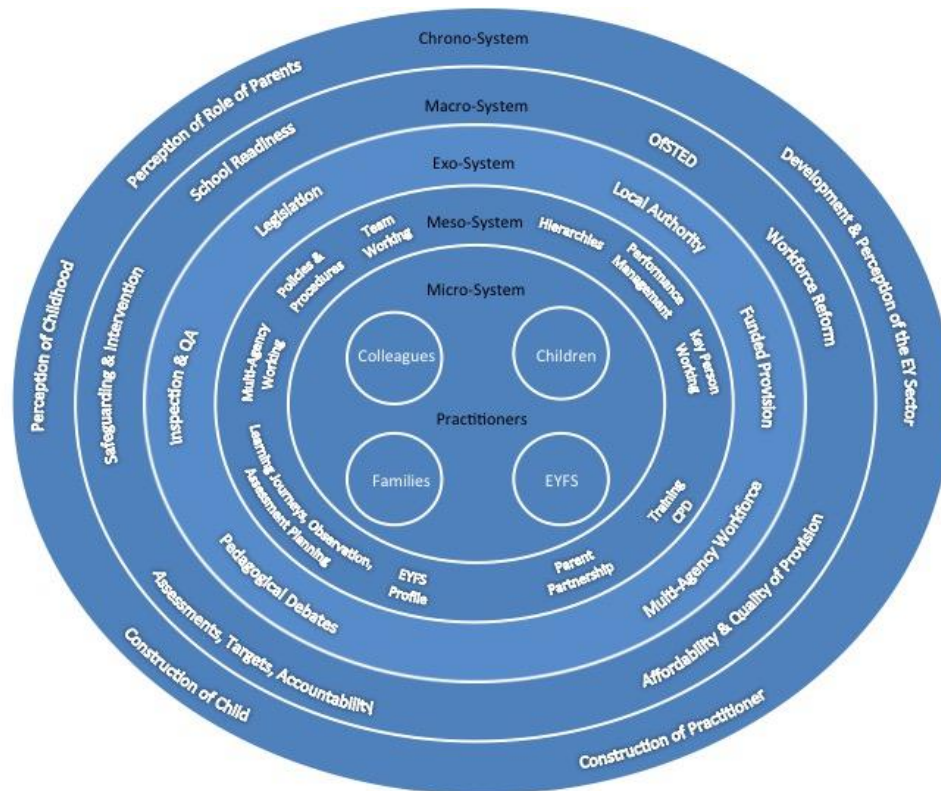 Chrono-System
Perception of Role of Parents
Perception of Childhood
Construction of Child
Construction of Practitioner
Development & Perception of the EY Sector
Macro-System
School Readiness
Safeguarding & Intervention
Assessments, Targets, Accountability
Affordability & Quality of Provision
Workforce Reform
OfSTED
Exo-System
Legislation
Inspection & QA
Pedagogical Debates
Multi-Agency Workforce
Funded Provision
Local Authority
Meso-System
Team
Working
Policies &
Procedures
Multi-Agency
Working
Learning Journeys, Observation,
Assessment Planning
EYFS
Profile
Parent
Partnership
Training
CPD
Key Person
Working
Performance
Management
Hierarchies
Micro-System
Colleagues
Children
Practitioners
Families
EYFS